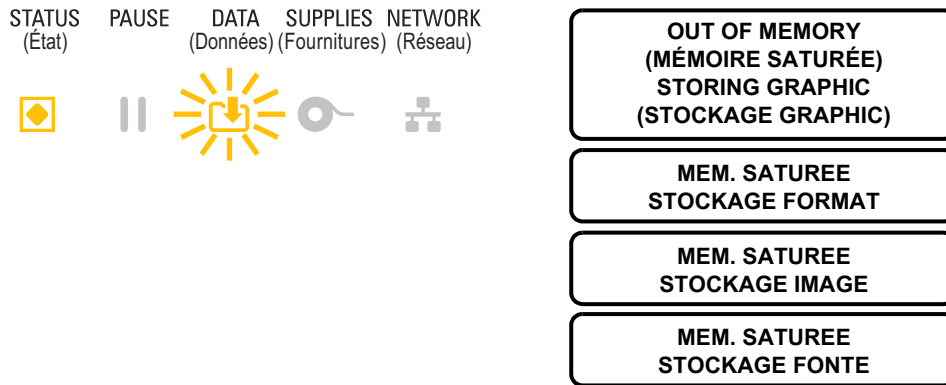 STATUS PAUSE DATA SUPPLIES NETWORK
(État) (Données) (Fournitures) (Réseau)
OUT OF MEMORY
(MÉMOIRE SATURÉE)
STORING GRAPHIC
(STOCKAGE GRAPHIC)
MEM. SATUREE
STOCKAGE FORMAT
MEM. SATUREE
STOCKAGE IMAGE
MEM. SATUREE
STOCKAGE FONTE